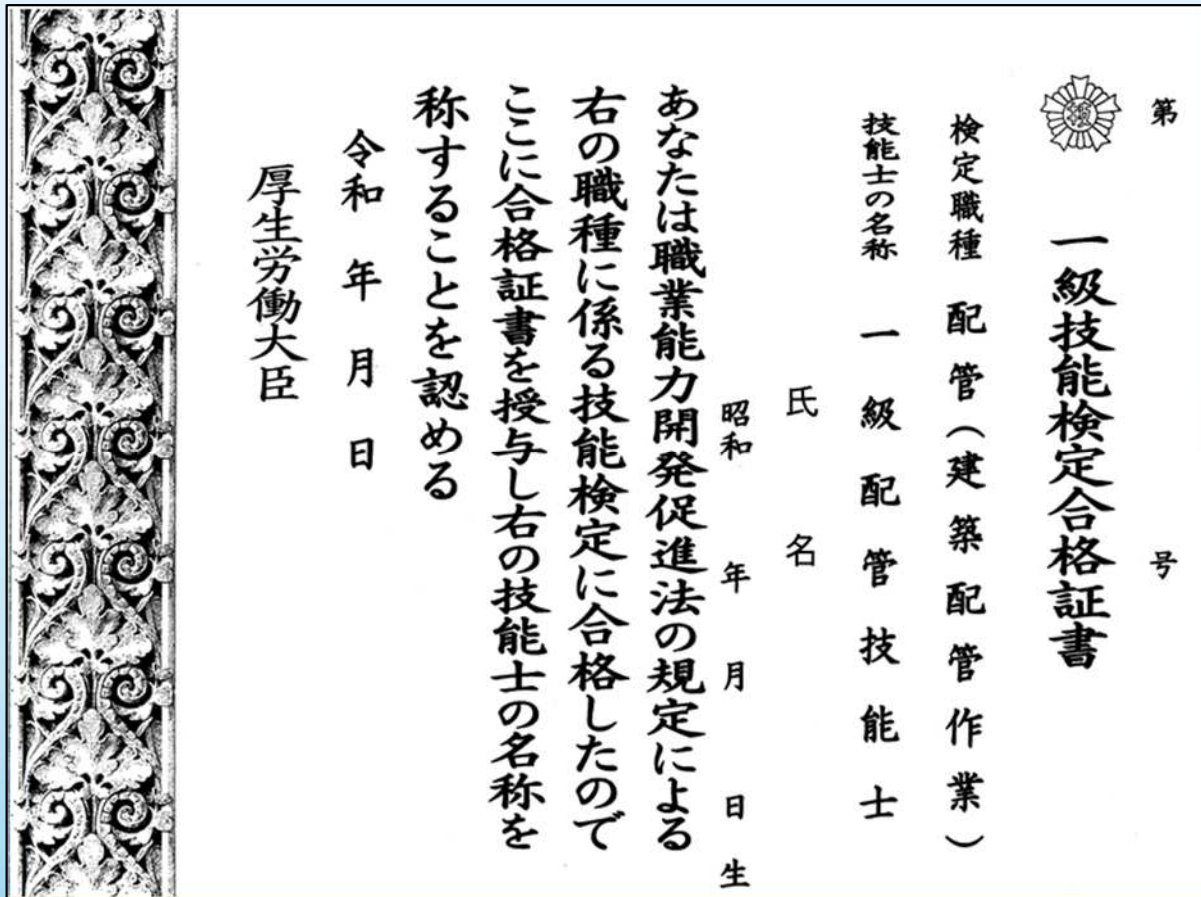 第 号
技
一級技能検定合格証書
検定職種 配管（建築配管作業）
技能士の名称 一級配管技能士
氏名
昭和 年 月 日生
あなたは職業能力開発促進法の規定による
右の職種に係る技能検定に合格したので
ここに合格証書を授与し右の技能士の名称を
称することを認める
令和 年 月 日
厚生労働大臣